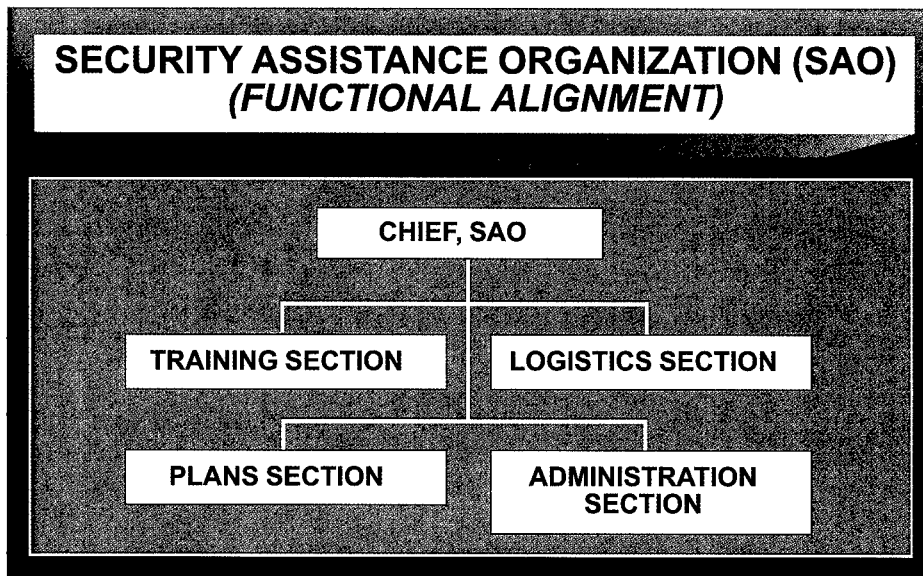 SECURITY ASSISTANCE ORGANIZATION (SAO)
(FUNCTIONAL ALIGNMENT)
CHIEF, SAO
TRAINING SECTION
LOGISTICS SECTION
PLANS SECTION
ADMINISTRATION
SECTION